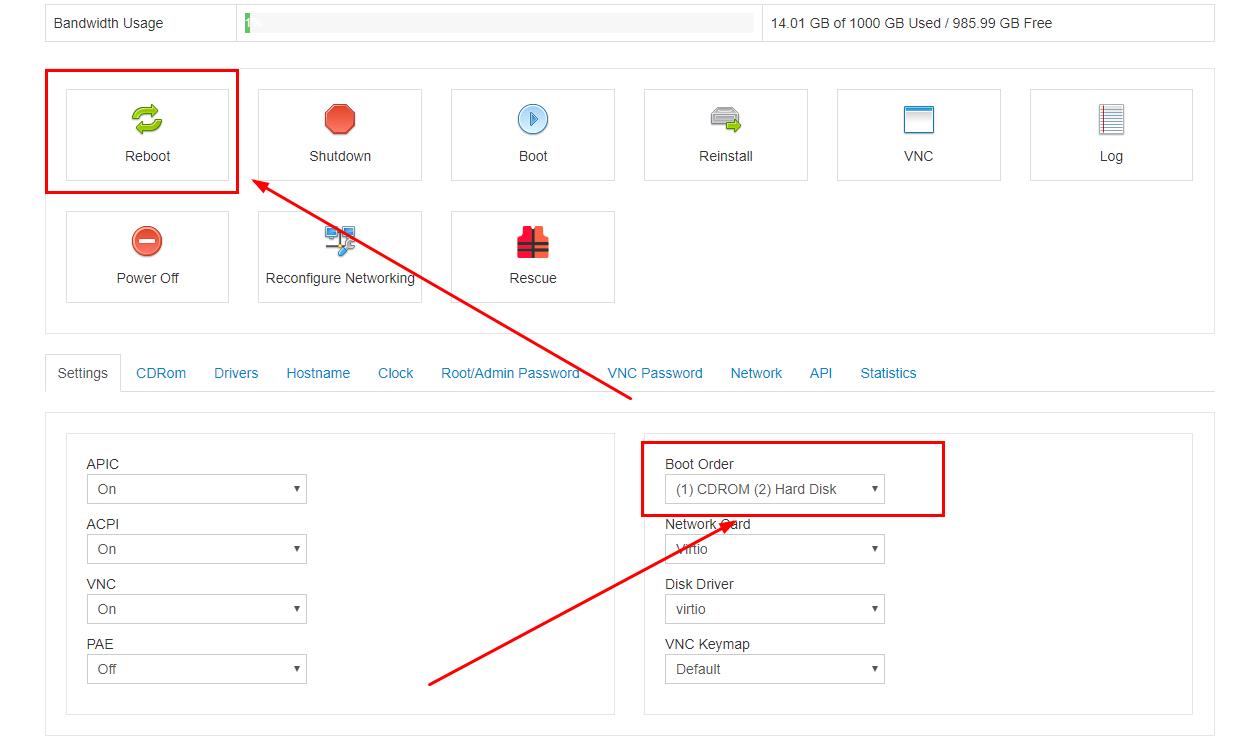 Bandwidth Usage
1%
14.01 GB of 1000 GB Used / 985.99 GB Free
Reboot
Shutdown
Boot
Reinstall
VNC
Log
Power Off
Reconfigure Networking
Rescue
Settings
CDRom
Drivers
Hostname
Clock
Root/Admin Password
VNC Password
Network
API
Statistics
APIC
On
ACPI
On
VNC
On
PAE
Off
Boot Order
(1) CDROM (2) Hard Disk
Network Card
Virtio
Disk Driver
virtio
VNC Keymap
Default